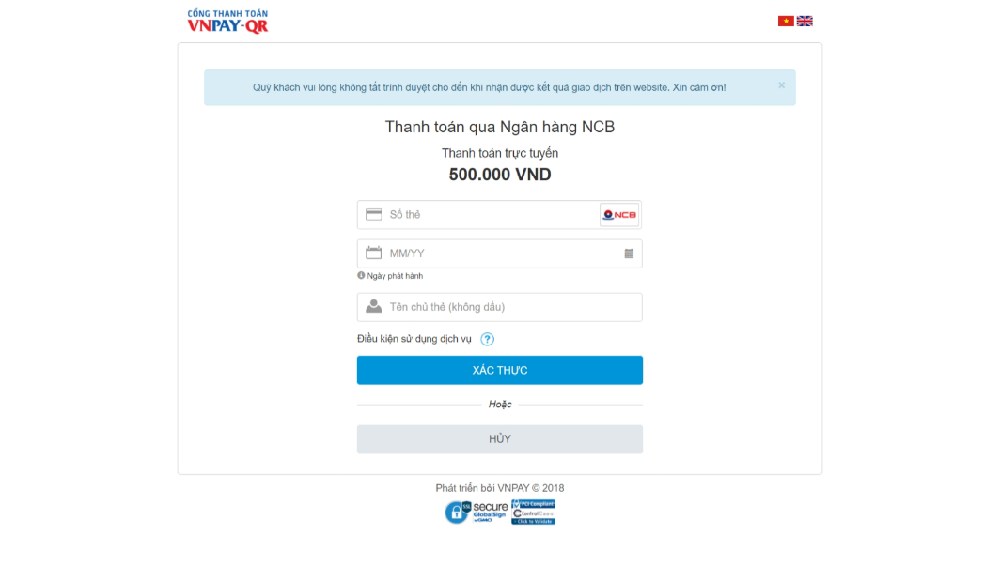 CỔNG THANH TOÁN
VNPAY-QR
Quý khách vui lòng không tắt trình duyệt cho đến khi nhận được kết quả giao dịch trên website. Xin cảm ơn!
×
Thanh toán qua Ngân hàng NCB
Thanh toán trực tuyến
500.000 VND
Số thẻ
NCB
MM/YY
Ngày phát hành
Tên chủ thẻ (không dấu)
Điều kiện sử dụng dịch vụ ?
XÁC THỰC
Hoặc
HỦY
Phát triển bởi VNPAY © 2018
SSL
secure
GlobalSign
by GMO
PCI Compliant
ControlCase
Click to Validate